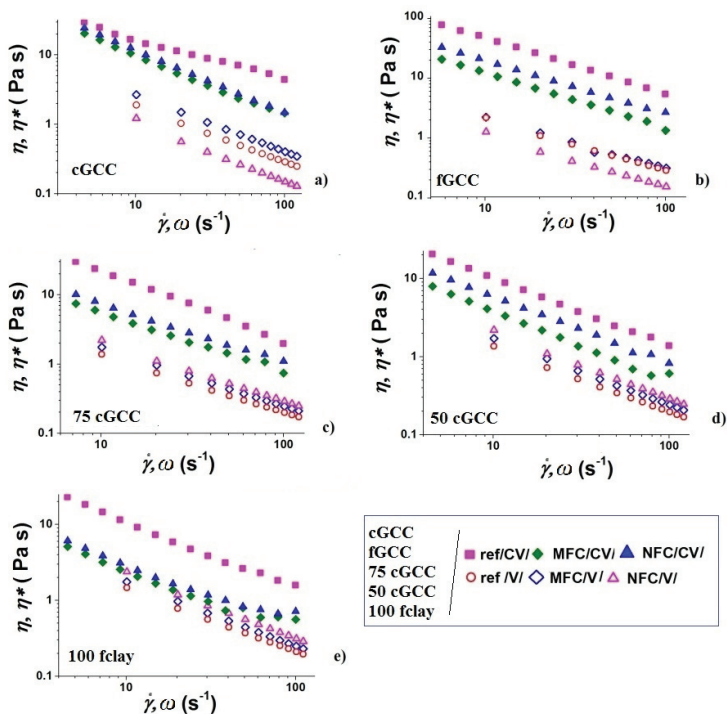 η, η* ( Pa s)
10
1
0.1
cGCC
a)
10
100
γ̇, ω (s⁻¹)
η, η* ( Pa s)
100
10
1
0.1
fGCC
b)
10
100
γ̇, ω (s⁻¹)
η, η* ( Pa s)
10
1
0.1
75 cGCC
c)
10
100
γ̇, ω (s⁻¹)
η, η* ( Pa s)
10
1
0.1
50 cGCC
d)
10
100
γ̇, ω (s⁻¹)
η, η* ( Pa s)
10
1
0.1
100 fclay
e)
10
100
γ̇, ω (s⁻¹)
cGCC
fGCC
75 cGCC
50 cGCC
100 fclay
ref/CV/ MFC/CV/ NFC/CV/
ref /V/ MFC/V/ NFC/V/